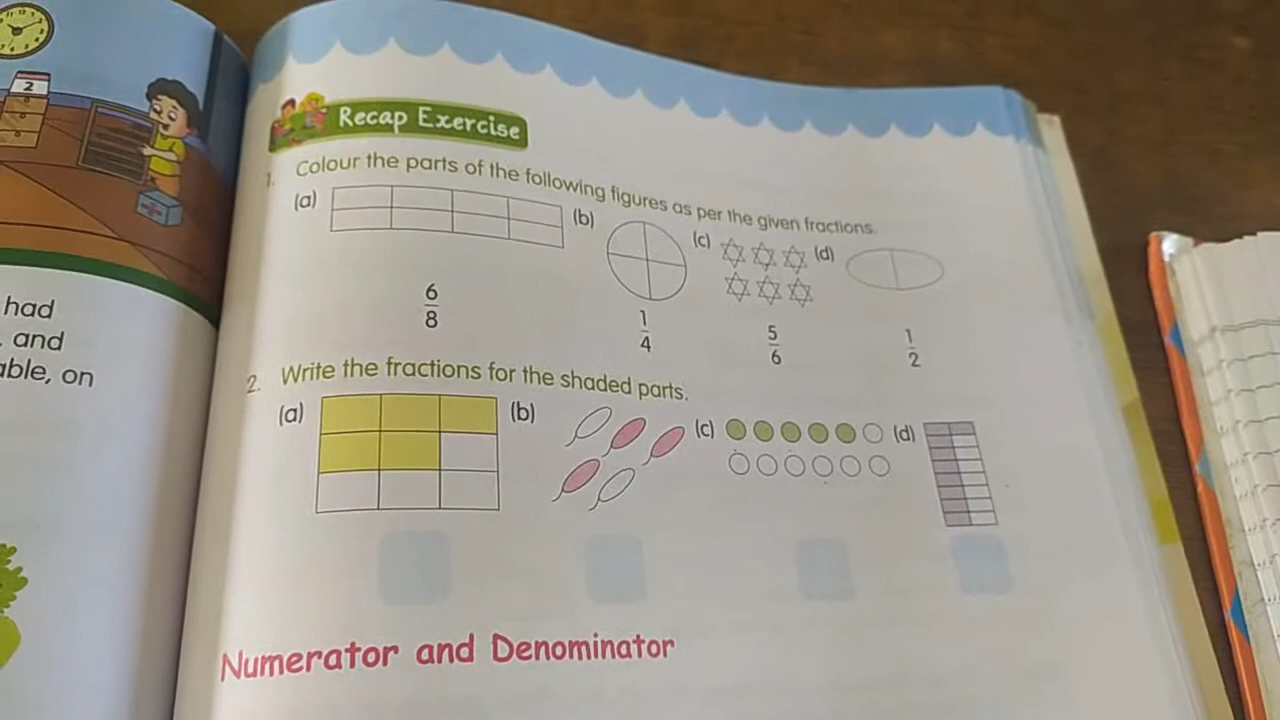 2
had
, and
able, on
Recap Exercise
1. Colour the parts of the following figures as per the given fractions.
(a) (b) (c) (d)
6/8 1/4 5/6 1/2
2. Write the fractions for the shaded parts.
(a) (b) (c) (d)
Numerator and Denominator